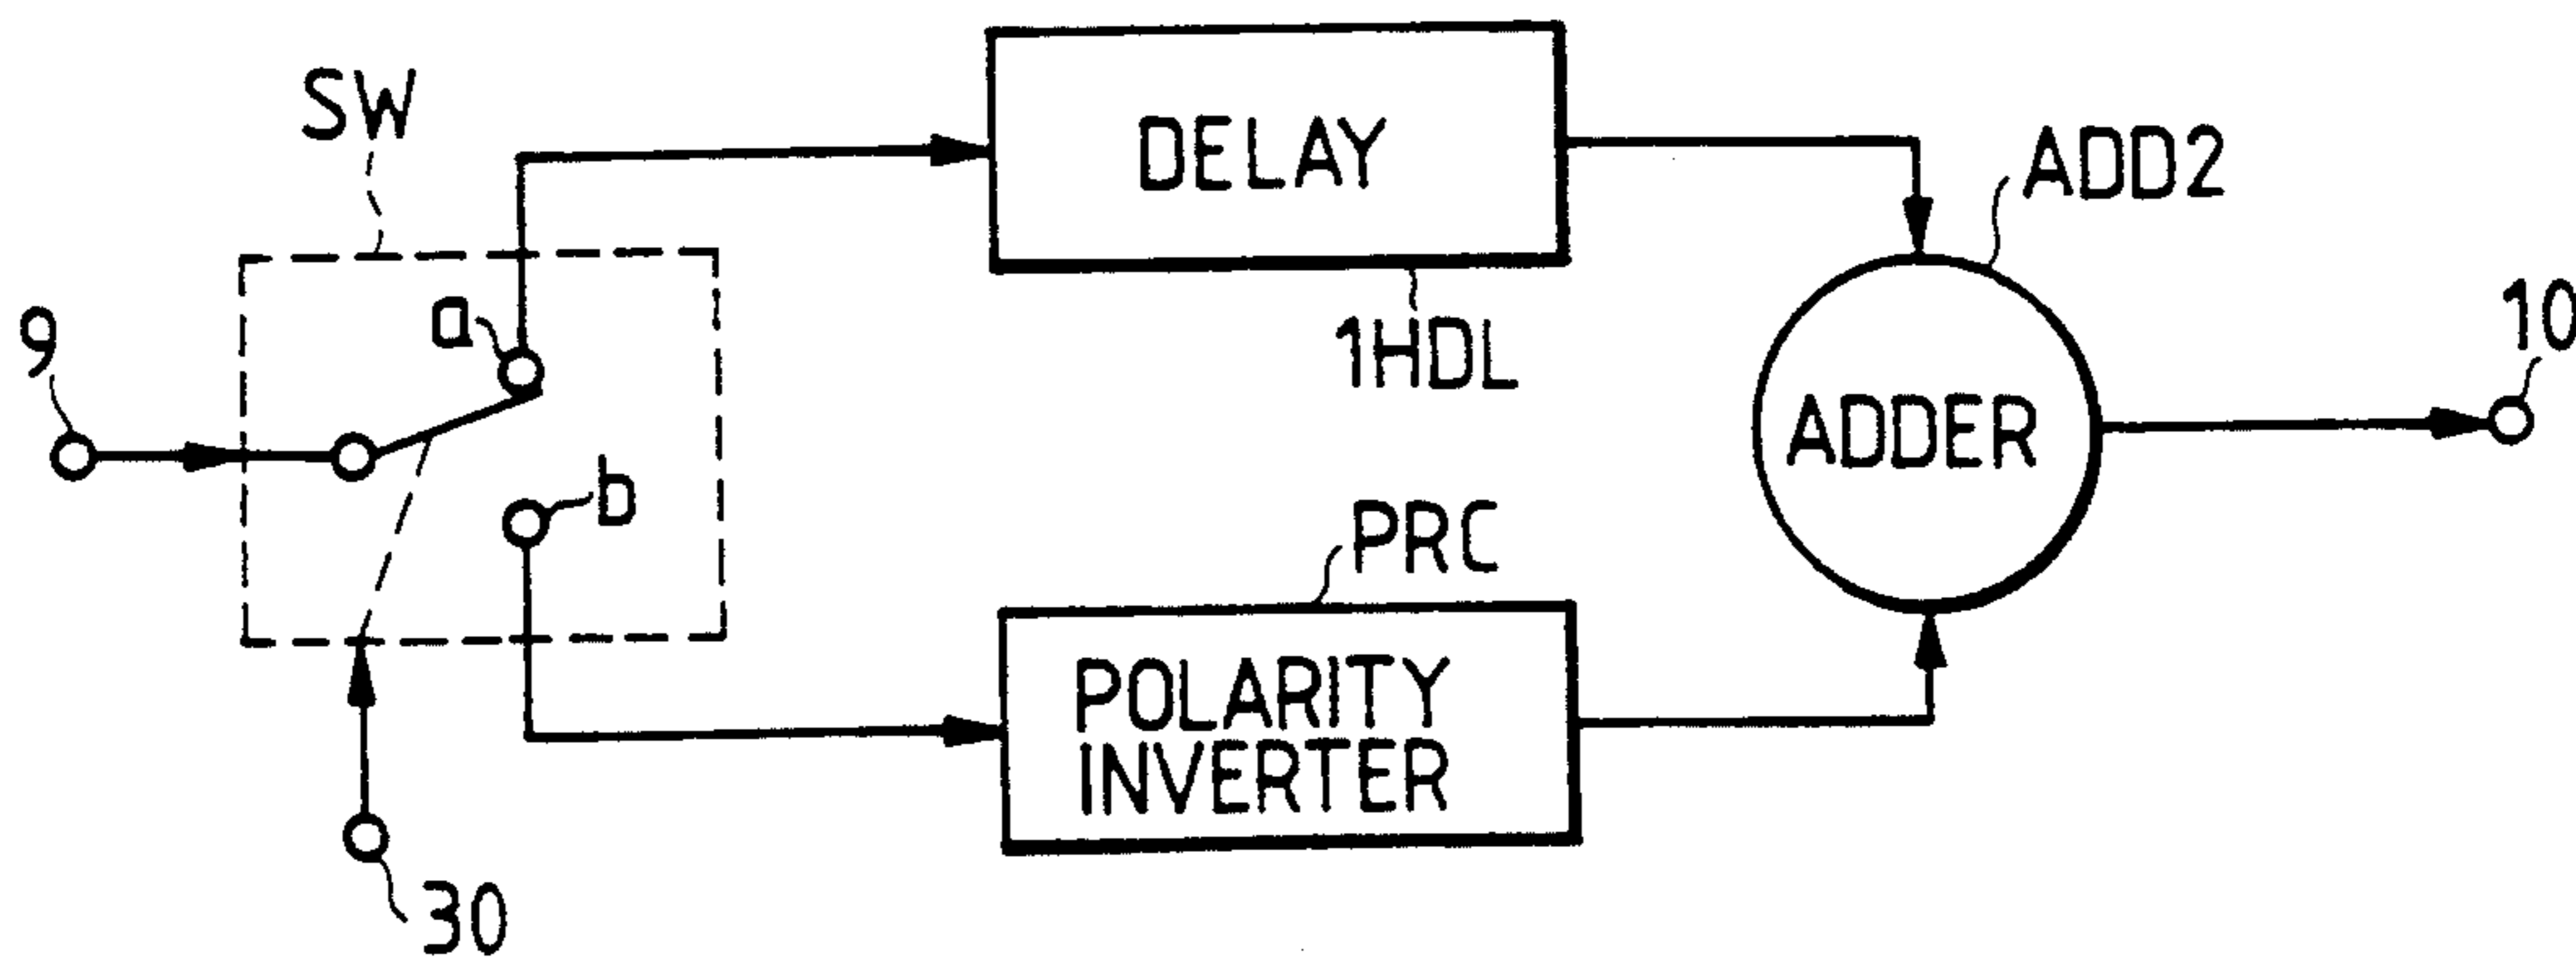 SW
DELAY
ADD2
9
a
1HDL
10
ADDER
b
PRC
POLARITY
INVERTER
30